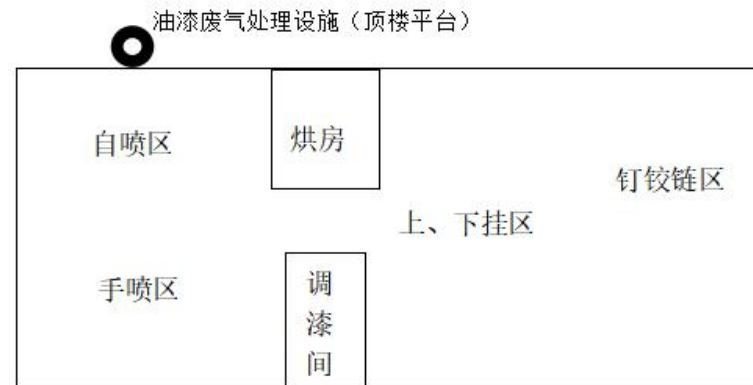 油漆废气处理设施（顶楼平台）
自喷区
烘房
钉铰链区
上、下挂区
手喷区
调
漆
间